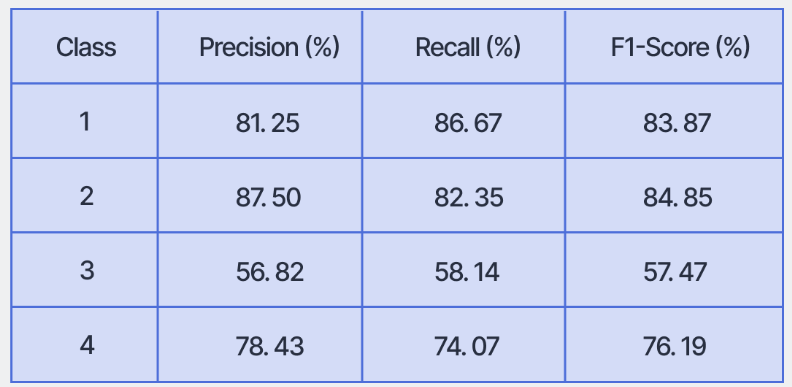 Class Precision (%) Recall (%) F1-Score (%)
1 81. 25 86. 67 83. 87
2 87. 50 82. 35 84. 85
3 56. 82 58. 14 57. 47
4 78. 43 74. 07 76. 19